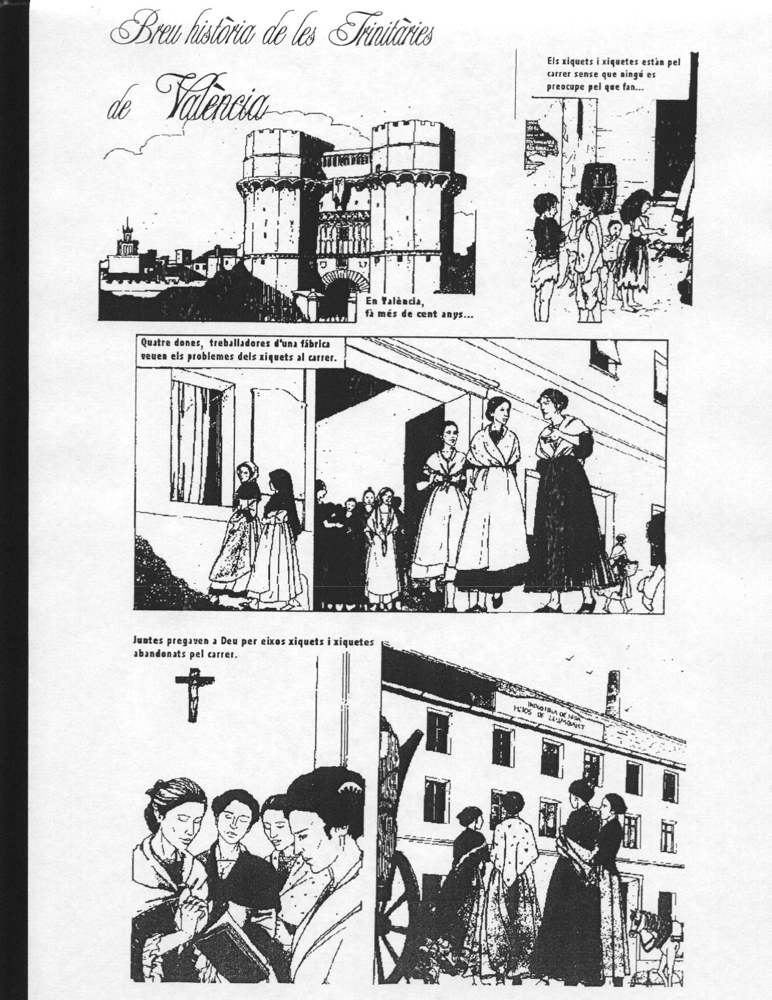 Breu història de les Trinitàries
de València
Els xiquets i xiquetes estàn pel
carrer sense que ningú es
preocupe pel que fan...
En València,
fà més de cent anys...
Quatre dones, treballadores d'una fábrica
veuen els problemes dels xiquets al carrer.
Juntes pregaven a Deu per eixos xiquets i xiquetes
abandonats pel carrer.
INDUSTRIA DE SEDA
HIJOS DE LLUMBART